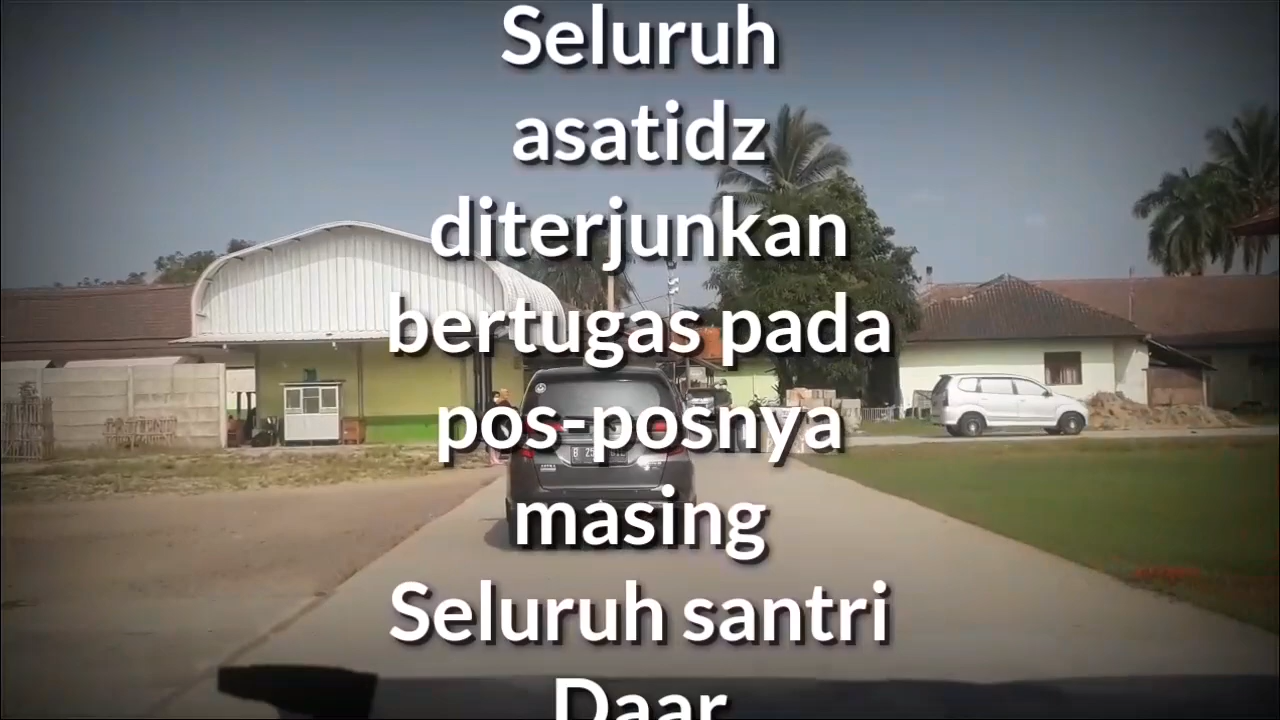 Seluruh
asatidz
diterjunkan
bertugas pada
pos-posnya
masing
Seluruh santri
Daar